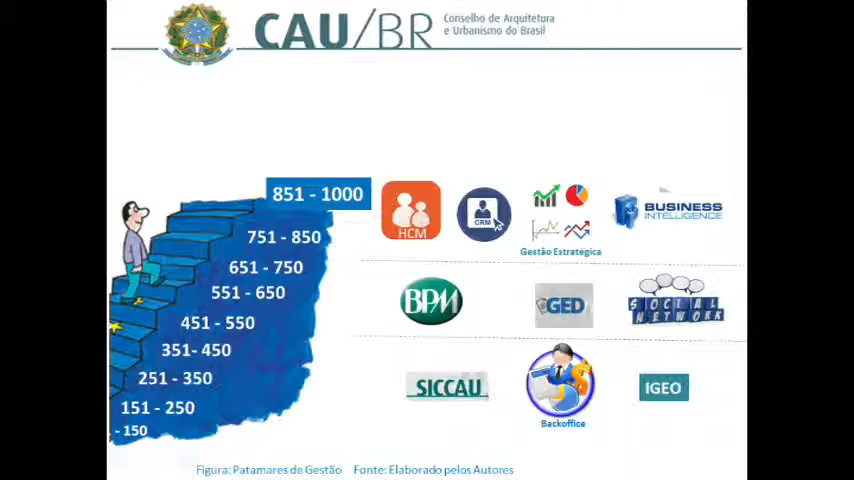 CAU/BR
Conselho de Arquitetura
e Urbanismo do Brasil
851 - 1000
751 - 850
651 - 750
551 - 650
451 - 550
351- 450
251 - 350
151 - 250
- 150
HCM
CRM
Gestão Estratégica
BUSINESS
INTELLIGENCE
BPM
GED
SOCIAL
NETWORK
SICCAU
Backoffice
IGEO
Figura: Patamares de Gestão Fonte: Elaborado pelos Autores